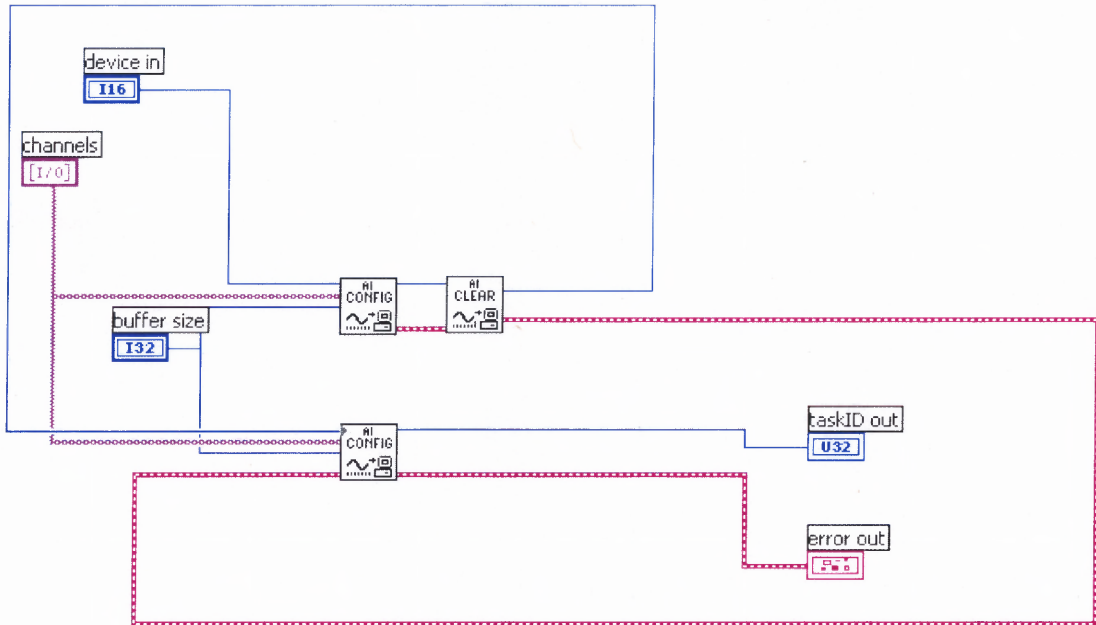 device in
I16
channels
[I/O]
AI
CONFIG
AI
CLEAR
buffer size
I32
AI
CONFIG
taskID out
U32
error out